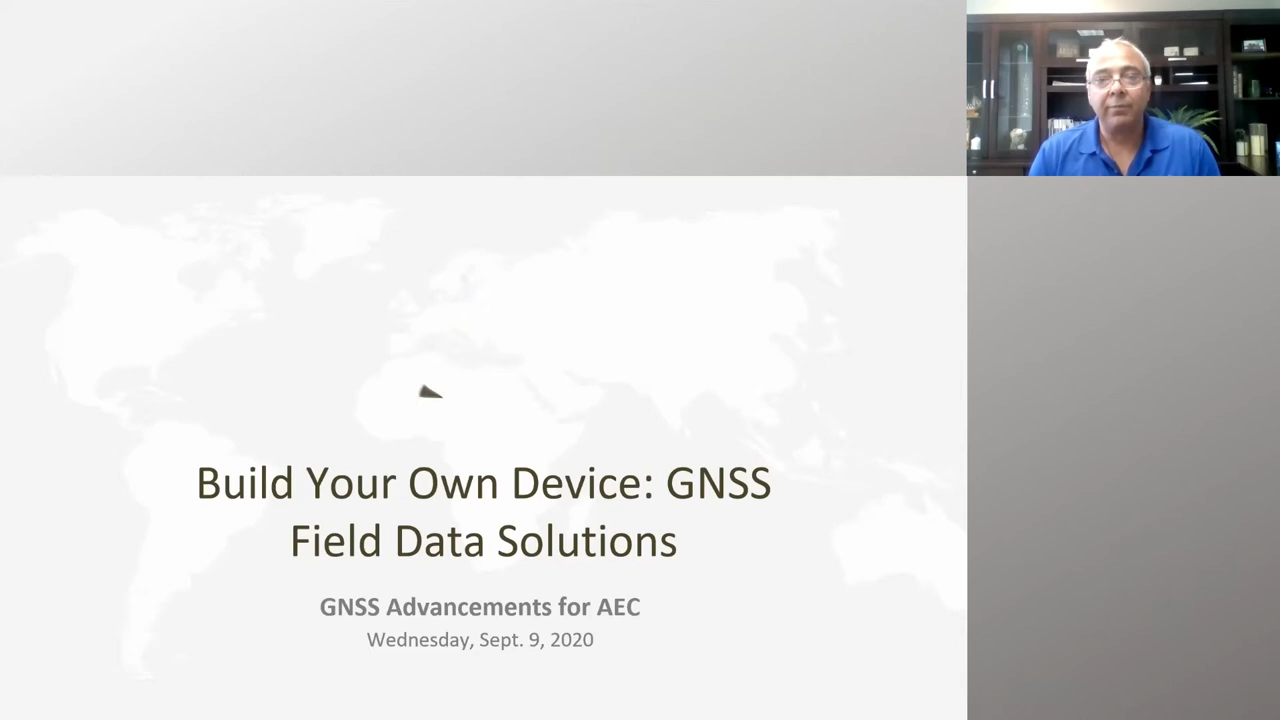 Build Your Own Device: GNSS
Field Data Solutions
GNSS Advancements for AEC
Wednesday, Sept. 9, 2020